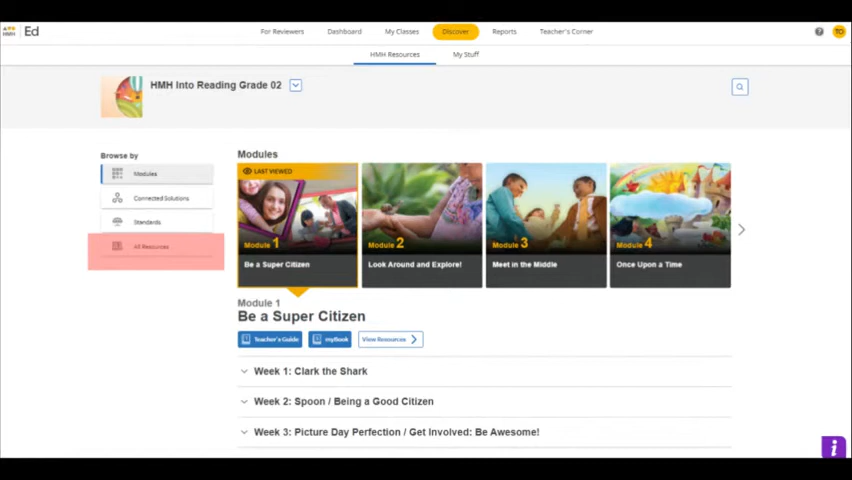 HMH Ed
For Reviewers Dashboard My Classes Discover Reports Teacher's Corner ? TO
HMH Resources My Stuff
HMH Into Reading Grade 02
Browse by
Modules
Connected Solutions
Standards
All Resources
Modules
LAST VIEWED
Module 1
Be a Super Citizen
Module 2
Look Around and Explore!
Module 3
Meet in the Middle
Module 4
Once Upon a Time
Module 1
Be a Super Citizen
Teacher's Guide myBook View Resources
Week 1: Clark the Shark
Week 2: Spoon / Being a Good Citizen
Week 3: Picture Day Perfection / Get Involved: Be Awesome!
i